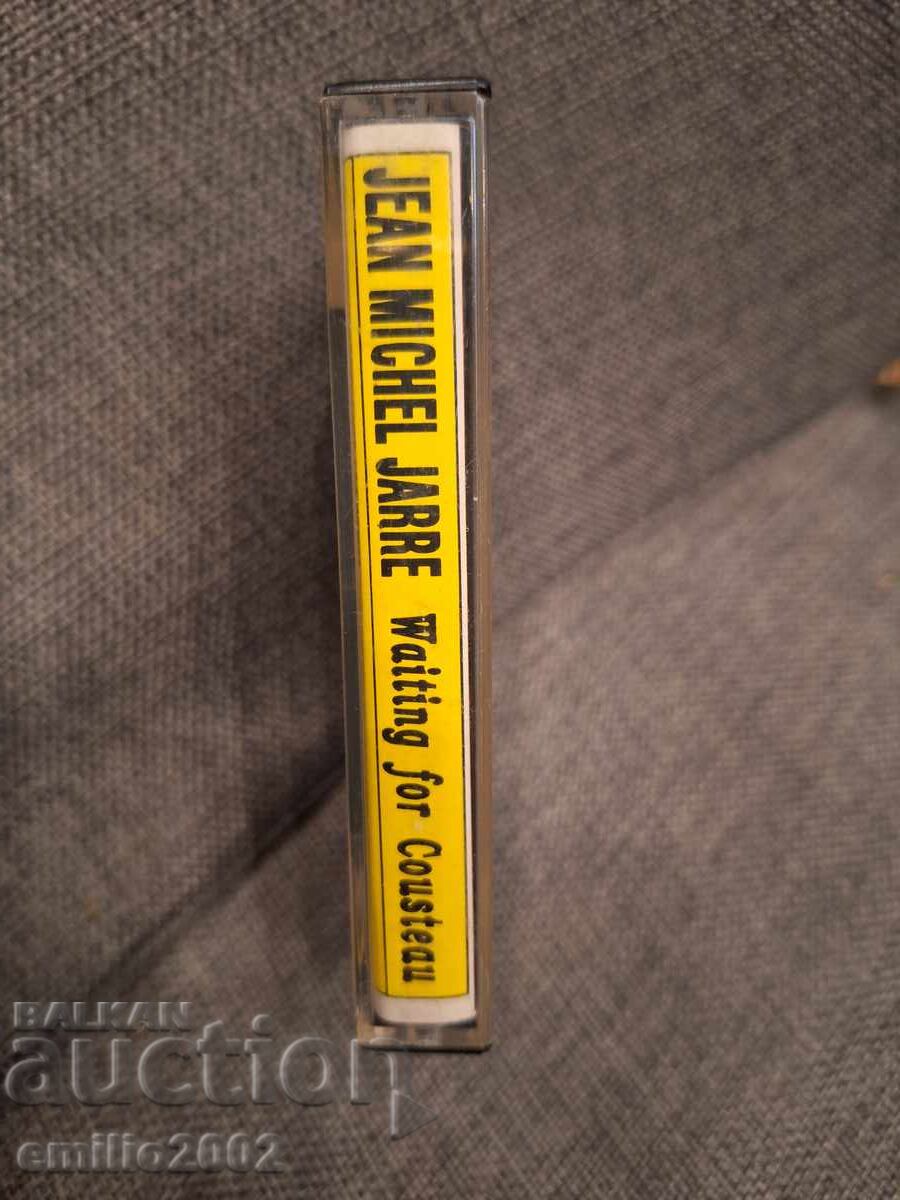 JEAN MICHEL JARRE Waiting for Cousteau
BALKAN
auction
emilio2002